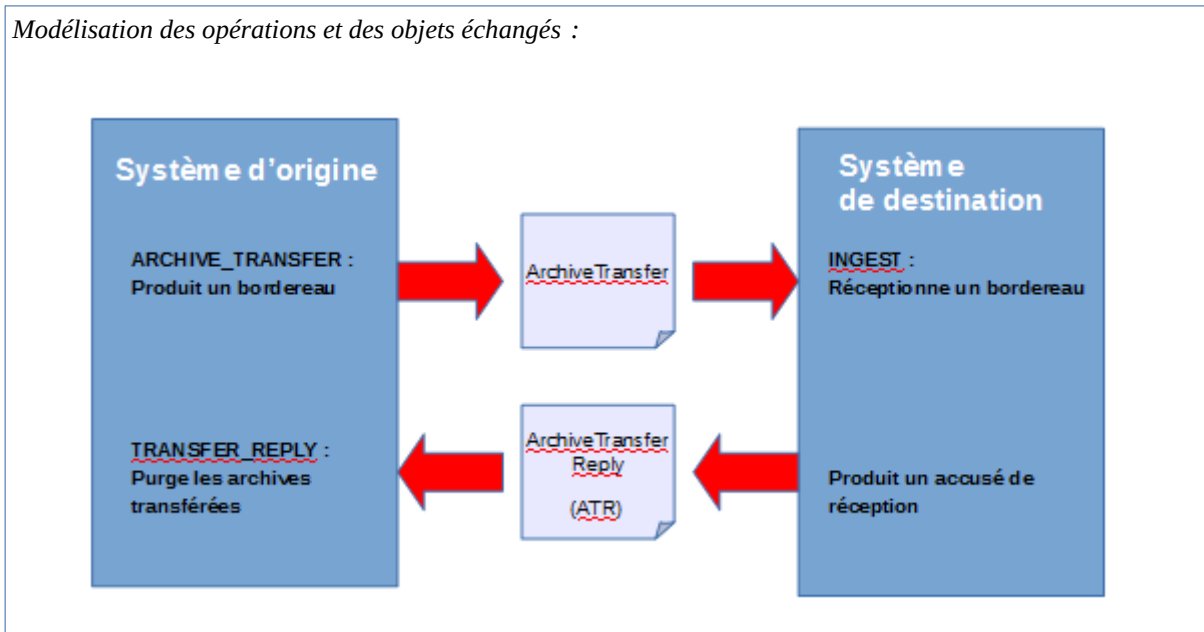 Modélisation des opérations et des objets échangés :
Système d’origine
ARCHIVE_TRANSFER :
Produit un bordereau
ArchiveTransfer
Système
de destination
INGEST :
Réceptionne un bordereau
TRANSFER_REPLY :
Purge les archives
transférées
ArchiveTransfer
Reply
(ATR)
Produit un accusé de
réception